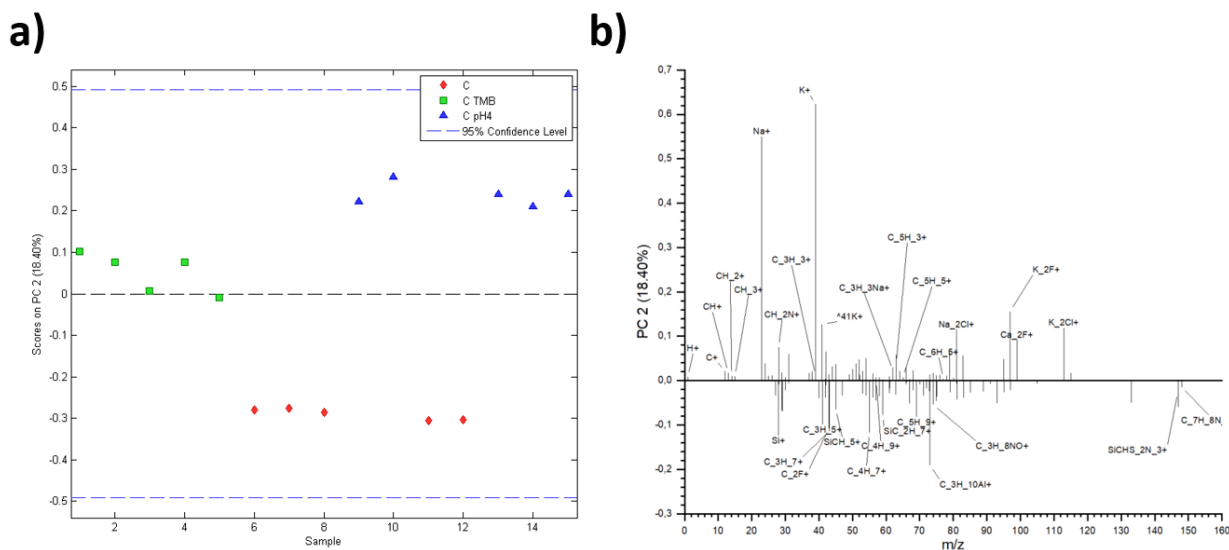 a)
0.5
0.4
0.3
0.2
0.1
0
-0.1
-0.2
-0.3
-0.4
-0.5
2
4
6
8
10
12
14
Sample
Scores on PC 2 (18.40%)
C
C TMB
C pH4
95% Confidence Level
b)
0,7
0,6
0,5
0,4
0,3
0,2
0,1
0,0
-0,1
-0,2
-0,3
PC 2 (18.40%)
0
10
20
30
40
50
60
70
80
90
100
110
120
130
140
150
160
m/z
K+
Na+
C_5H_3+
C_3H_3+
C_5H_5+
K_2F+
CH_2+
CH_3+
C_3H_3Na+
CH+
CH_2N+
^41K+
Na_2Cl+
Ca_2F+
K_2Cl+
H+
C+
C_6H_5+
Si+
C_3H_5+
C_3H_7+
SiCH_5+
C_2F+
C_4H_9+
C_4H_7+
C_5H_9+
SiC_2H_7+
C_3H_8NO+
C_3H_10Al+
SiCHS_2N_3+
C_7H_8N_